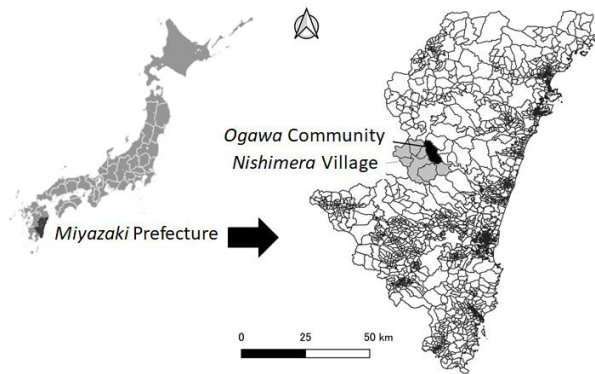 Ogawa Community
Nishimera Village
Miyazaki Prefecture
0 25 50 km